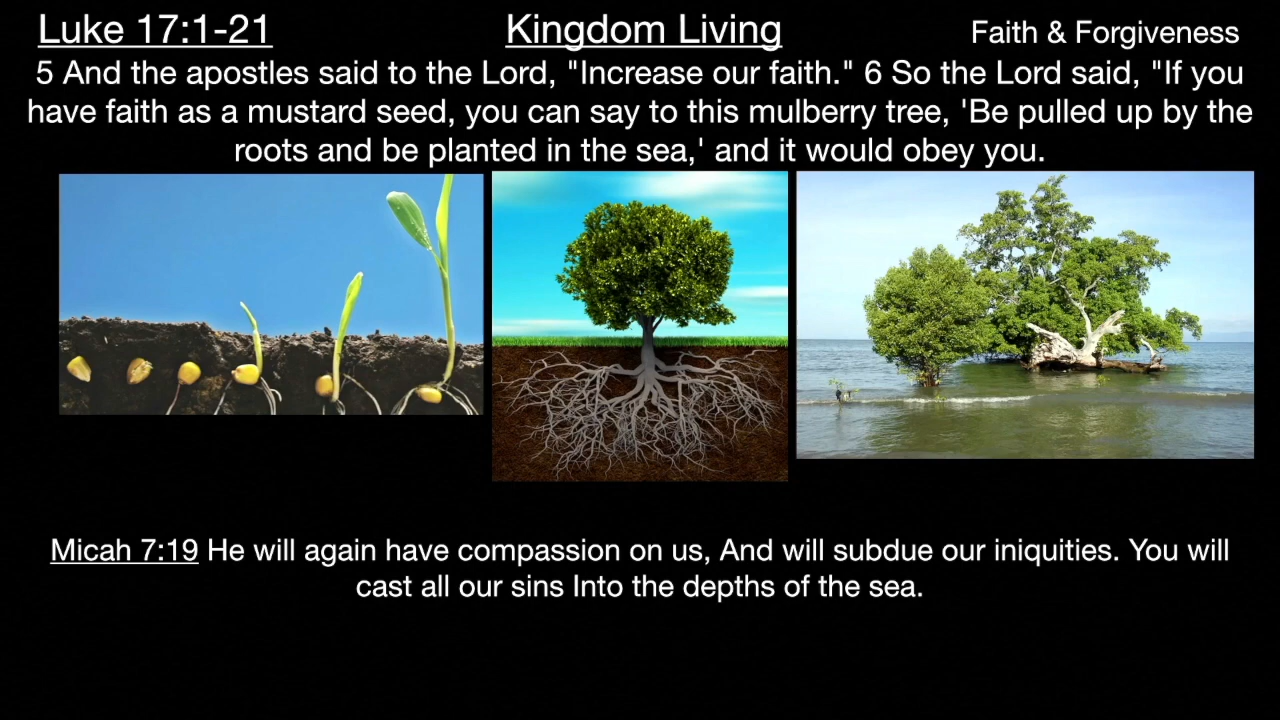 Luke 17:1-21 Kingdom Living Faith & Forgiveness
5 And the apostles said to the Lord, "Increase our faith." 6 So the Lord said, "If you
have faith as a mustard seed, you can say to this mulberry tree, 'Be pulled up by the
roots and be planted in the sea,' and it would obey you.
Micah 7:19 He will again have compassion on us, And will subdue our iniquities. You will
cast all our sins Into the depths of the sea.